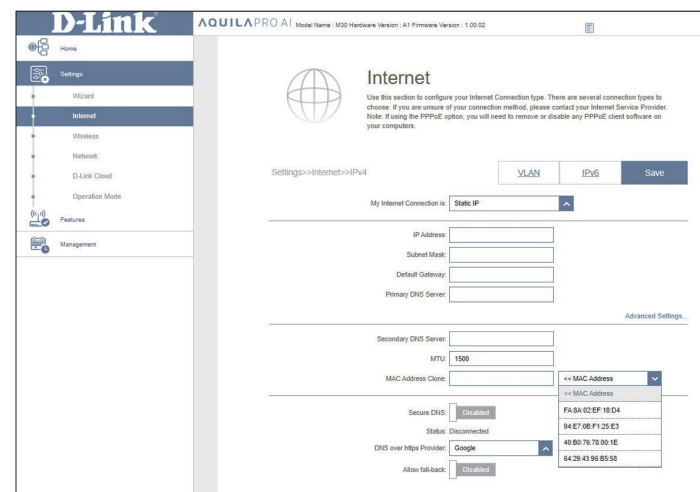 D-Link
AQUILA PRO AI Model Name : M30 Hardware Version : A1 Firmware Version : 1.00.02
Home
Settings
Wizard
Internet
Wireless
Network
D-Link Cloud
Operation Mode
Features
Management
Internet
Use this section to configure your Internet Connection type. There are several connection types to
choose. If you are unsure of your connection method, please contact your Internet Service Provider.
Note: If using the PPPoE option, you will need to remove or disable any PPPoE client software on
your computers.
Settings>>Internet>>IPv4
VLAN
IPv6
Save
My Internet Connection is: Static IP
IP Address:
Subnet Mask:
Default Gateway:
Primary DNS Server:
Advanced Settings...
Secondary DNS Server:
MTU: 1500
MAC Address Clone: << MAC Address
<< MAC Address
FA:8A:02:EF:18:D4
94:E7:0B:F1:25:E3
40:B0:76:78:00:1E
64:29:43:96:B5:58
Secure DNS: Disabled
Status: Disconnected
DNS over https Provider: Google
Allow fall-back: Disabled